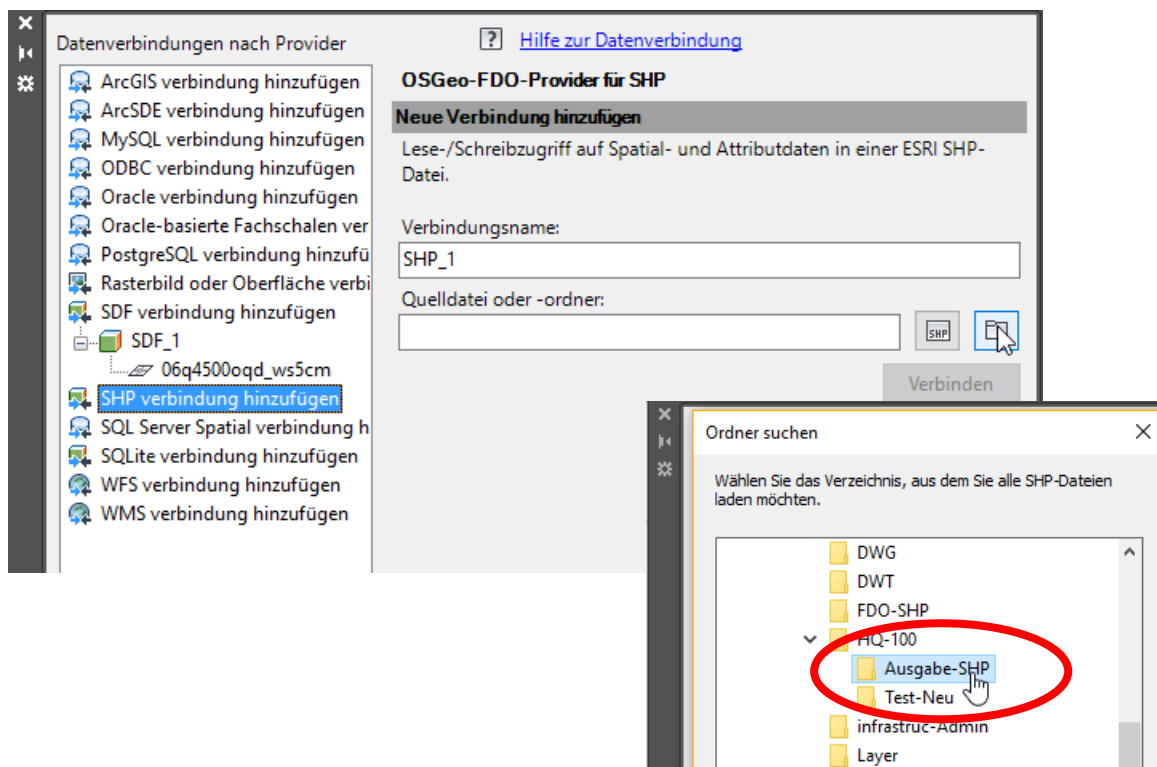 Datenverbindungen nach Provider
ArcGIS verbindung hinzufügen
ArcSDE verbindung hinzufügen
MySQL verbindung hinzufügen
ODBC verbindung hinzufügen
Oracle verbindung hinzufügen
Oracle-basierte Fachschalen ver
PostgreSQL verbindung hinzufü
Rasterbild oder Oberfläche verbi
SDF verbindung hinzufügen
SDF_1
06q4500oqd_ws5cm
SHP verbindung hinzufügen
SQL Server Spatial verbindung h
SQLite verbindung hinzufügen
WFS verbindung hinzufügen
WMS verbindung hinzufügen
? Hilfe zur Datenverbindung
OSGeo-FDO-Provider für SHP
Neue Verbindung hinzufügen
Lese-/Schreibzugriff auf Spatial- und Attributdaten in einer ESRI SHP-
Datei.
Verbindungsname:
SHP_1
Quelldatei oder -ordner:
SHP
Verbinden
Ordner suchen
Wählen Sie das Verzeichnis, aus dem Sie alle SHP-Dateien
laden möchten.
DWG
DWT
FDO-SHP
HQ-100
Ausgabe-SHP
Test-Neu
infrastruc-Admin
Layer